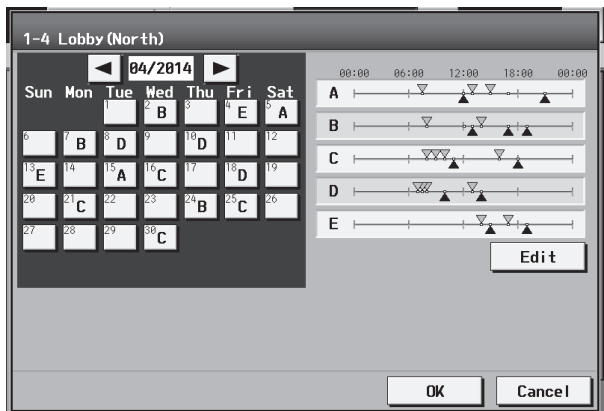 1-4 Lobby(North)
04/2014
Sun Mon Tue Wed Thu Fri Sat
1 2 B 3 4 E 5 A
6 7 B 8 D 9 10 D 11 12
13 E 14 15 A 16 C 17 18 D 19
20 21 C 22 23 24 B 25 C 26
27 28 29 30 C
00:00 06:00 12:00 18:00 00:00
A
B
C
D
E
Edit
OK Cancel